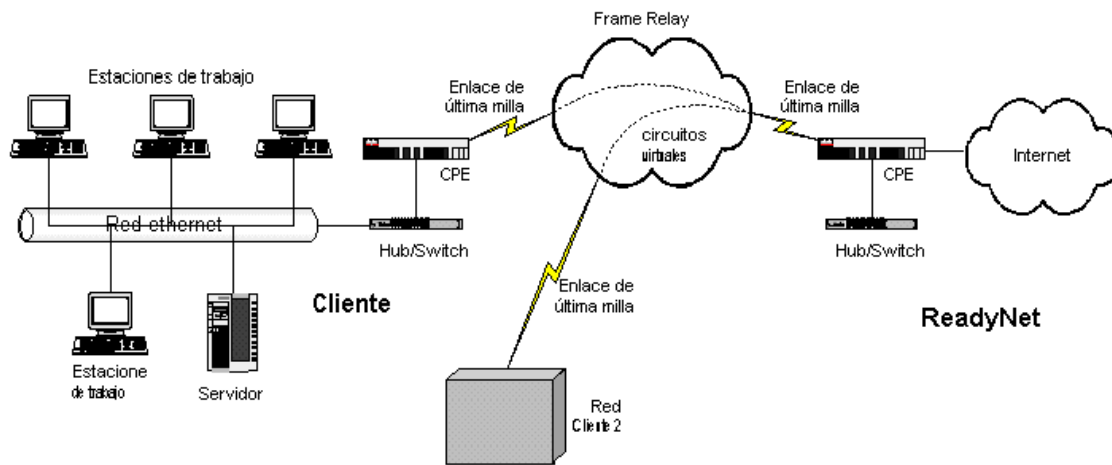 Frame Relay
Estaciones de trabajo
Enlace de
última milla
Enlace de
última milla
circuitos
virtuales
CPE
CPE
Internet
Red ethernet
Hub/Switch
Hub/Switch
Enlace de
última milla
Cliente
ReadyNet
Estacione
de trabajo
Servidor
Red
Cliente 2